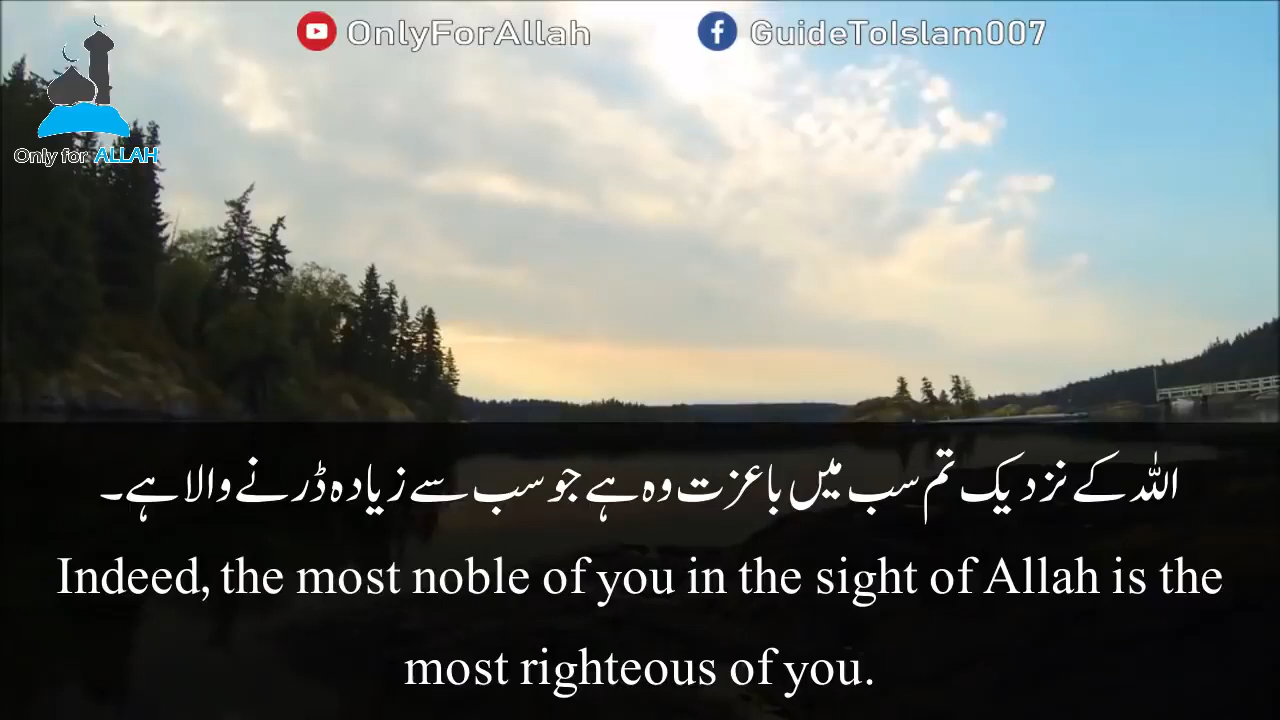 OnlyForAllah GuideToIslam007
Only for ALLAH
اللہ کے نزدیک تم سب میں باعزت وہ ہے جو سب سے زیادہ ڈرنے والا ہے۔
Indeed, the most noble of you in the sight of Allah is the
most righteous of you.